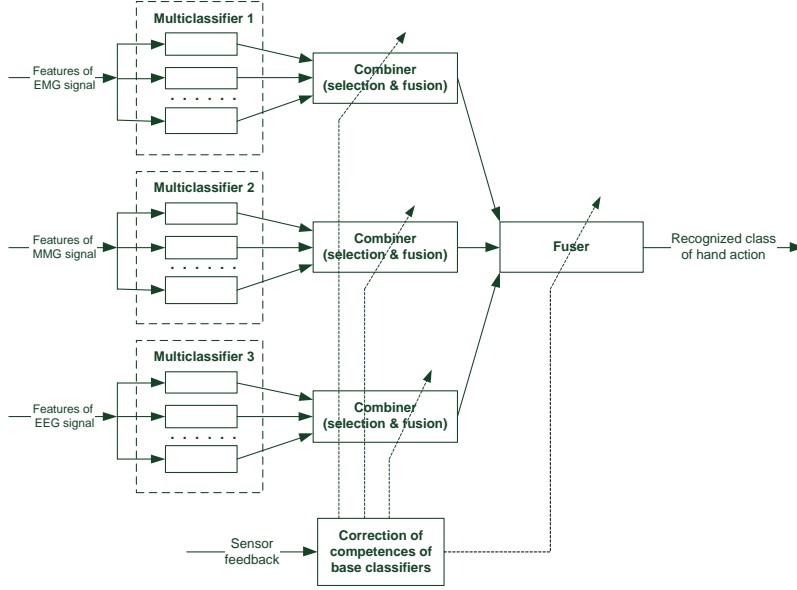 Multiclassifier 1
Features of
EMG signal
. . . . . .
Combiner
(selection & fusion)
Multiclassifier 2
Features of
MMG signal
. . . . . .
Combiner
(selection & fusion)
Fuser
Recognized class
of hand action
Multiclassifier 3
Features of
EEG signal
. . . . . .
Combiner
(selection & fusion)
Sensor
feedback
Correction of
competences of
base classifiers